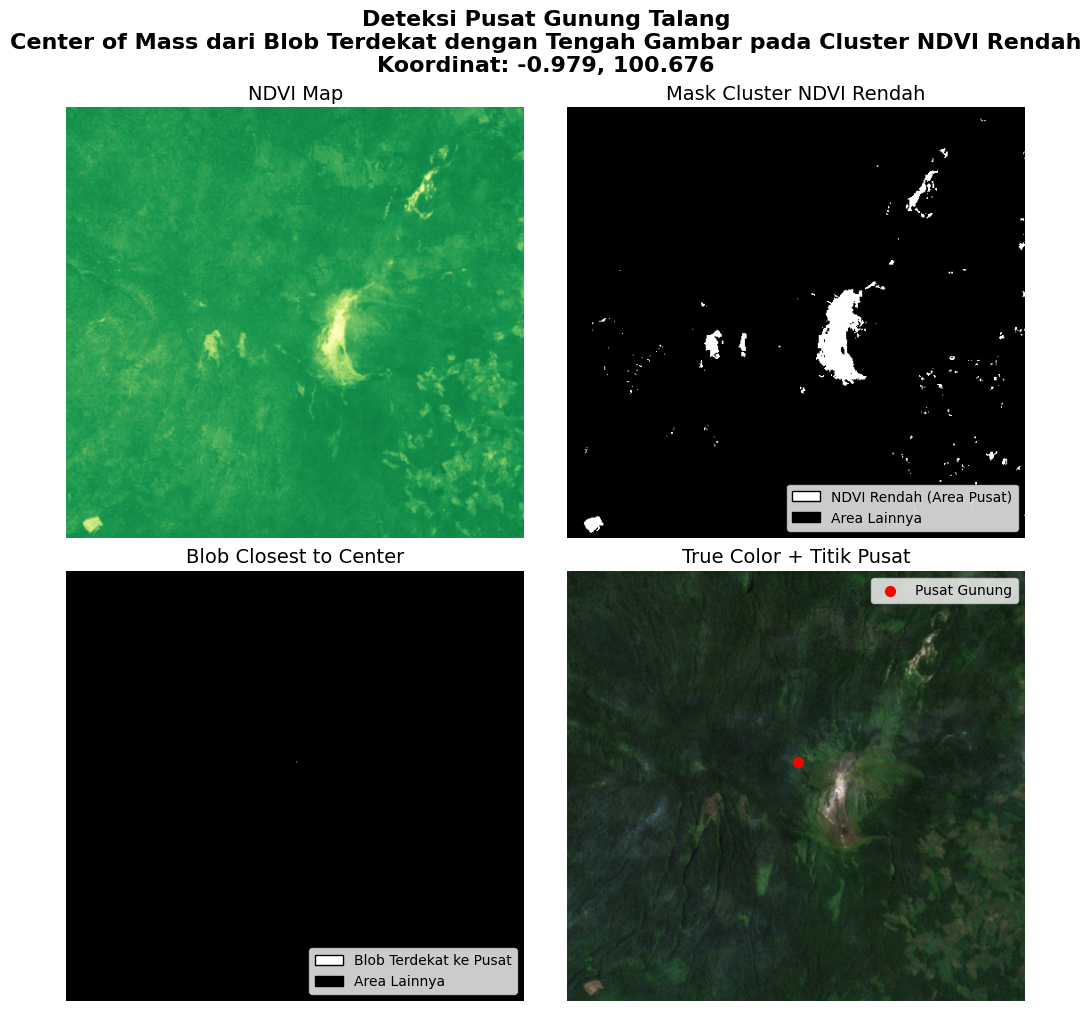 Deteksi Pusat Gunung Talang
Center of Mass dari Blob Terdekat dengan Tengah Gambar pada Cluster NDVI Rendah
Koordinat: -0.979, 100.676
NDVI Map
Mask Cluster NDVI Rendah
NDVI Rendah (Area Pusat)
Area Lainnya
Blob Closest to Center
True Color + Titik Pusat
Pusat Gunung
Blob Terdekat ke Pusat
Area Lainnya